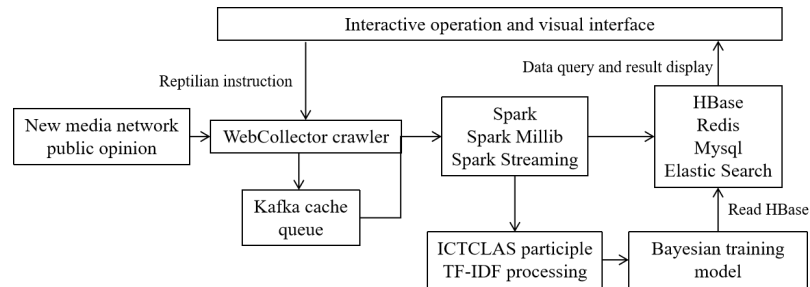 Interactive operation and visual interface
Reptilian instruction
Data query and result display
New media network
public opinion
WebCollector crawler
Spark
Spark Millib
Spark Streaming
HBase
Redis
Mysql
Elastic Search
Kafka cache
queue
Read HBase
ICTCLAS participle
TF-IDF processing
Bayesian training
model